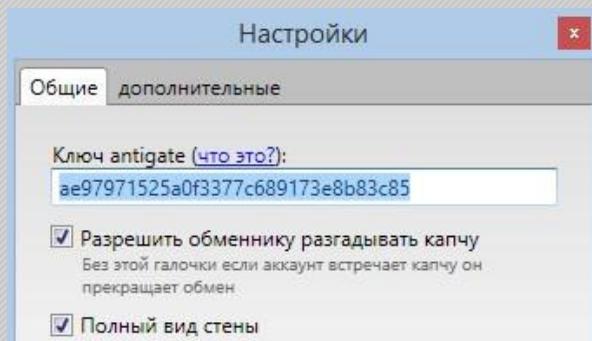 Настройки
x
Общие дополнительные
Ключ antigate (что это?):
ae97971525a0f3377c689173e8b83c85
Разрешить обменнику разгадывать капчу
Без этой галочки если аккаунт встречает капчу он
прекращает обмен
Полный вид стены